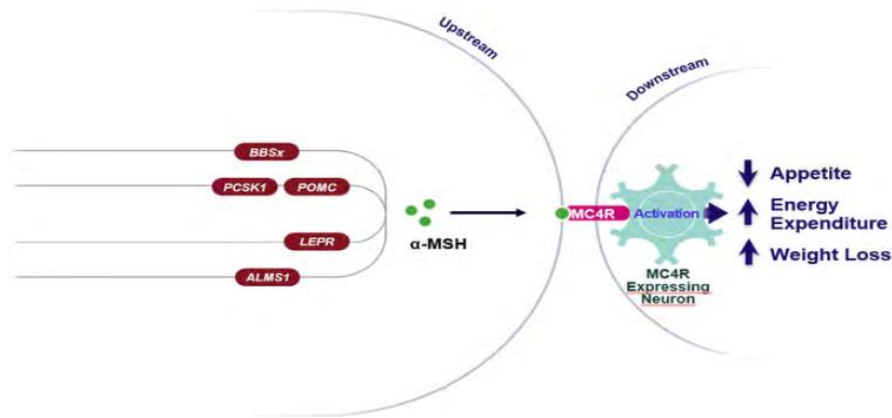 Upstream
Downstream
BBSx
PCSK1 POMC
LEPR
ALMS1
α-MSH
MC4R
Activation
MC4R
Expressing
Neuron
Appetite
Energy
Expenditure
Weight Loss